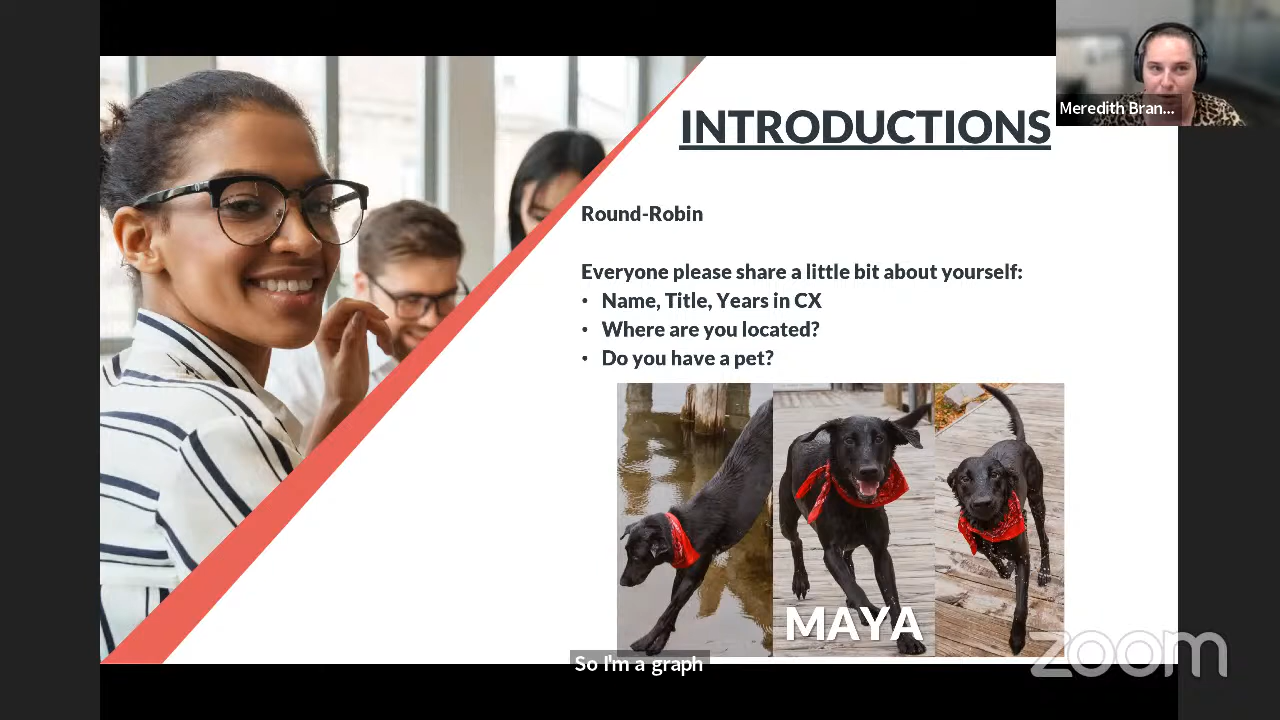 INTRODUCTIONS
Meredith Bran...
Round-Robin
Everyone please share a little bit about yourself:
• Name, Title, Years in CX
• Where are you located?
• Do you have a pet?
MAYA
So I'm a graph
zoom